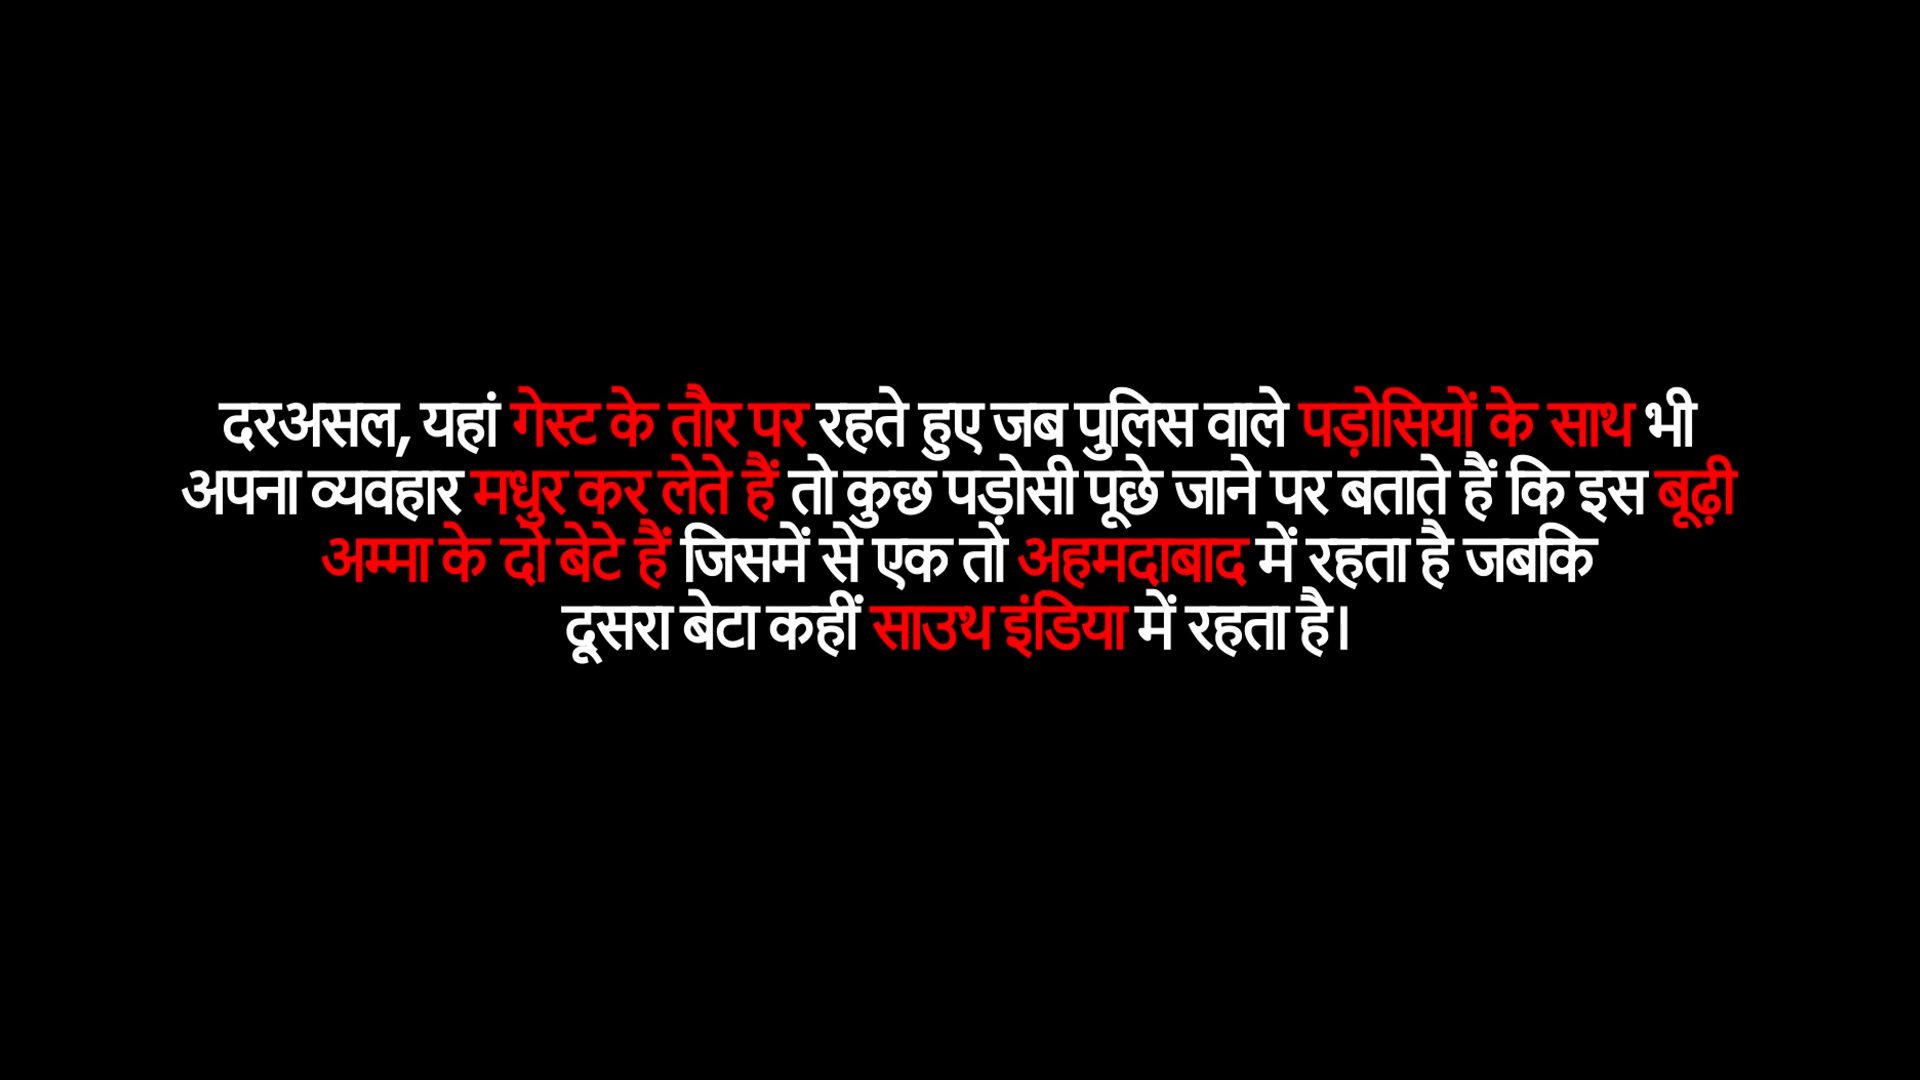 दरअसल, यहां गेस्ट के तौर पर रहते हुए जब पुलिस वाले पड़ोसियों के साथ भी
अपना व्यवहार मधुर कर लेते हैं तो कुछ पड़ोसी पूछे जाने पर बताते हैं कि इस बूढ़ी
अम्मा के दो बेटे हैं जिसमें से एक तो अहमदाबाद में रहता है जबकि
दूसरा बेटा कहीं साउथ इंडिया में रहता है।